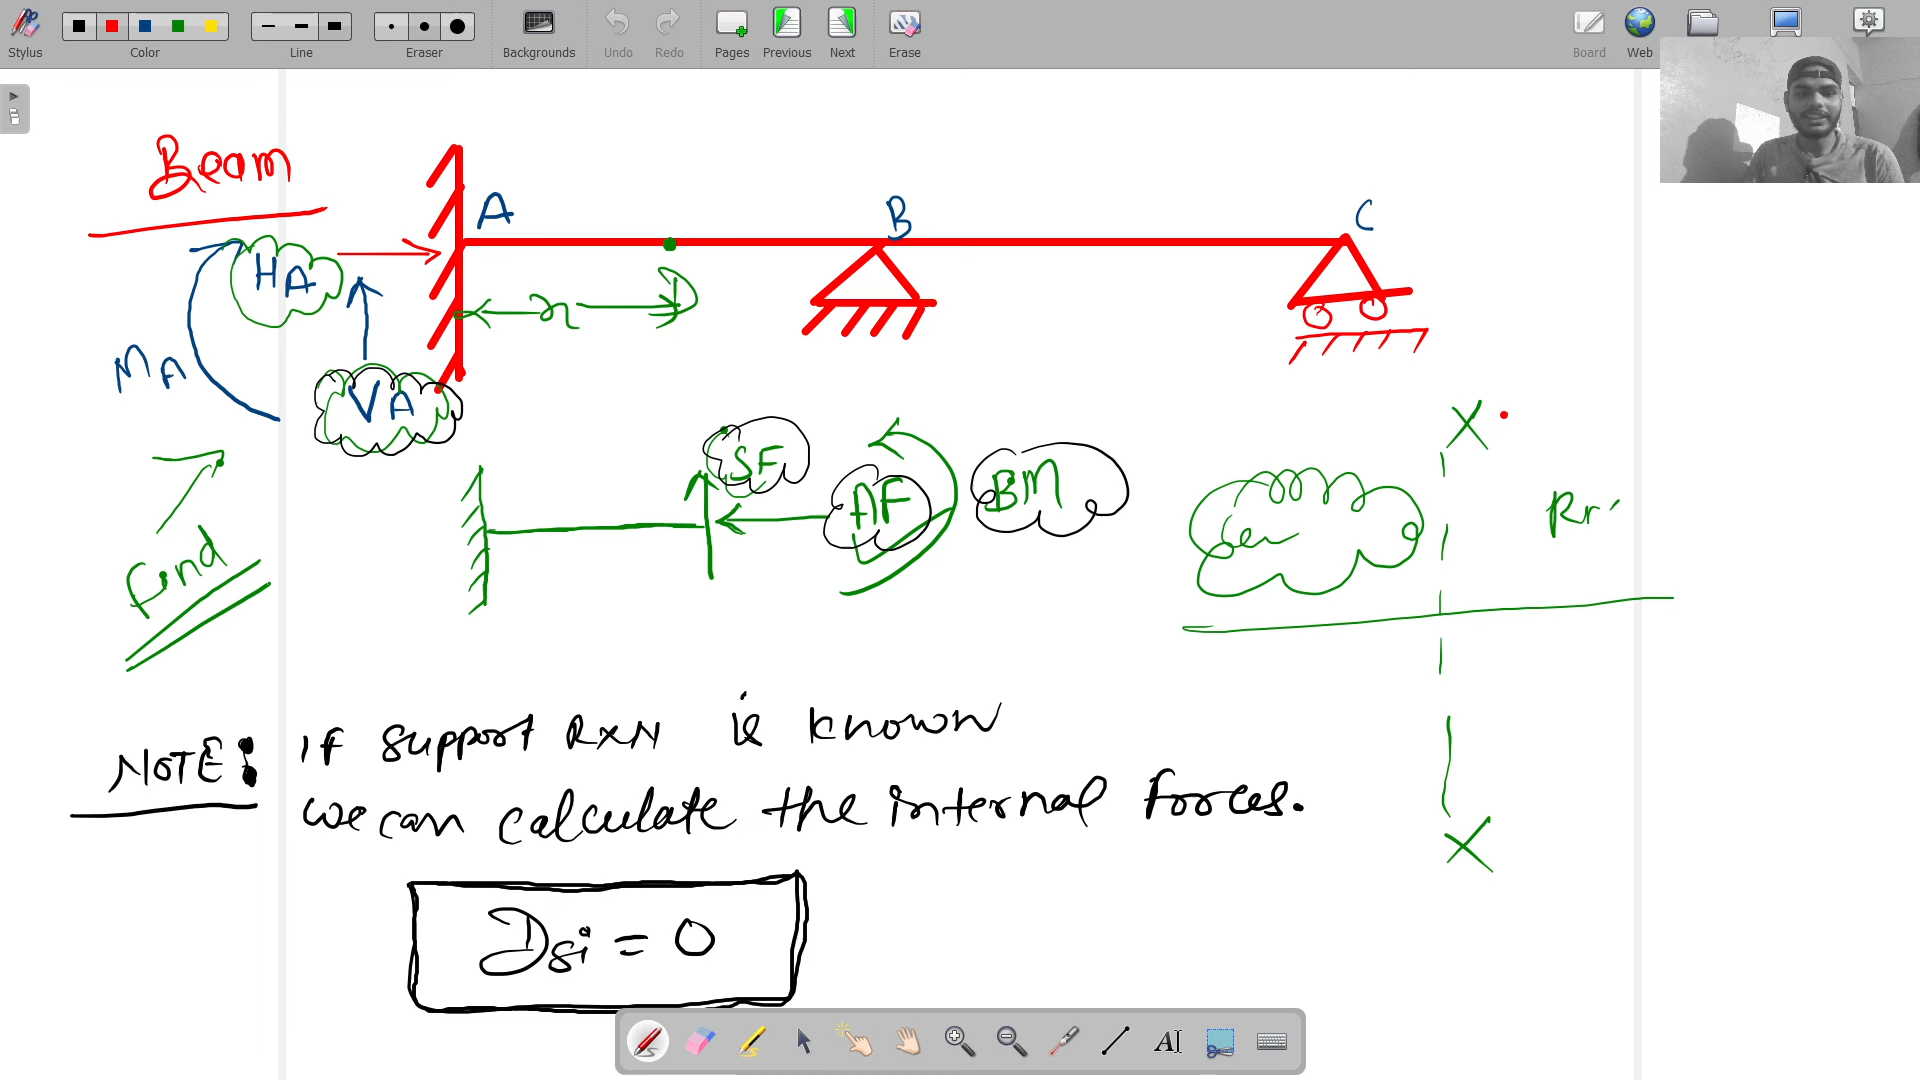 Stylus
Color
Line
Eraser
Backgrounds
Undo
Redo
Pages
Previous
Next
Erase
Board
Web
Beam
A
B
C
HA
MA
VA
x
SF
AF
BM
X
Find
NOTE: If support RXN is known
we can calculate the internal forces.
X
Dsi = 0